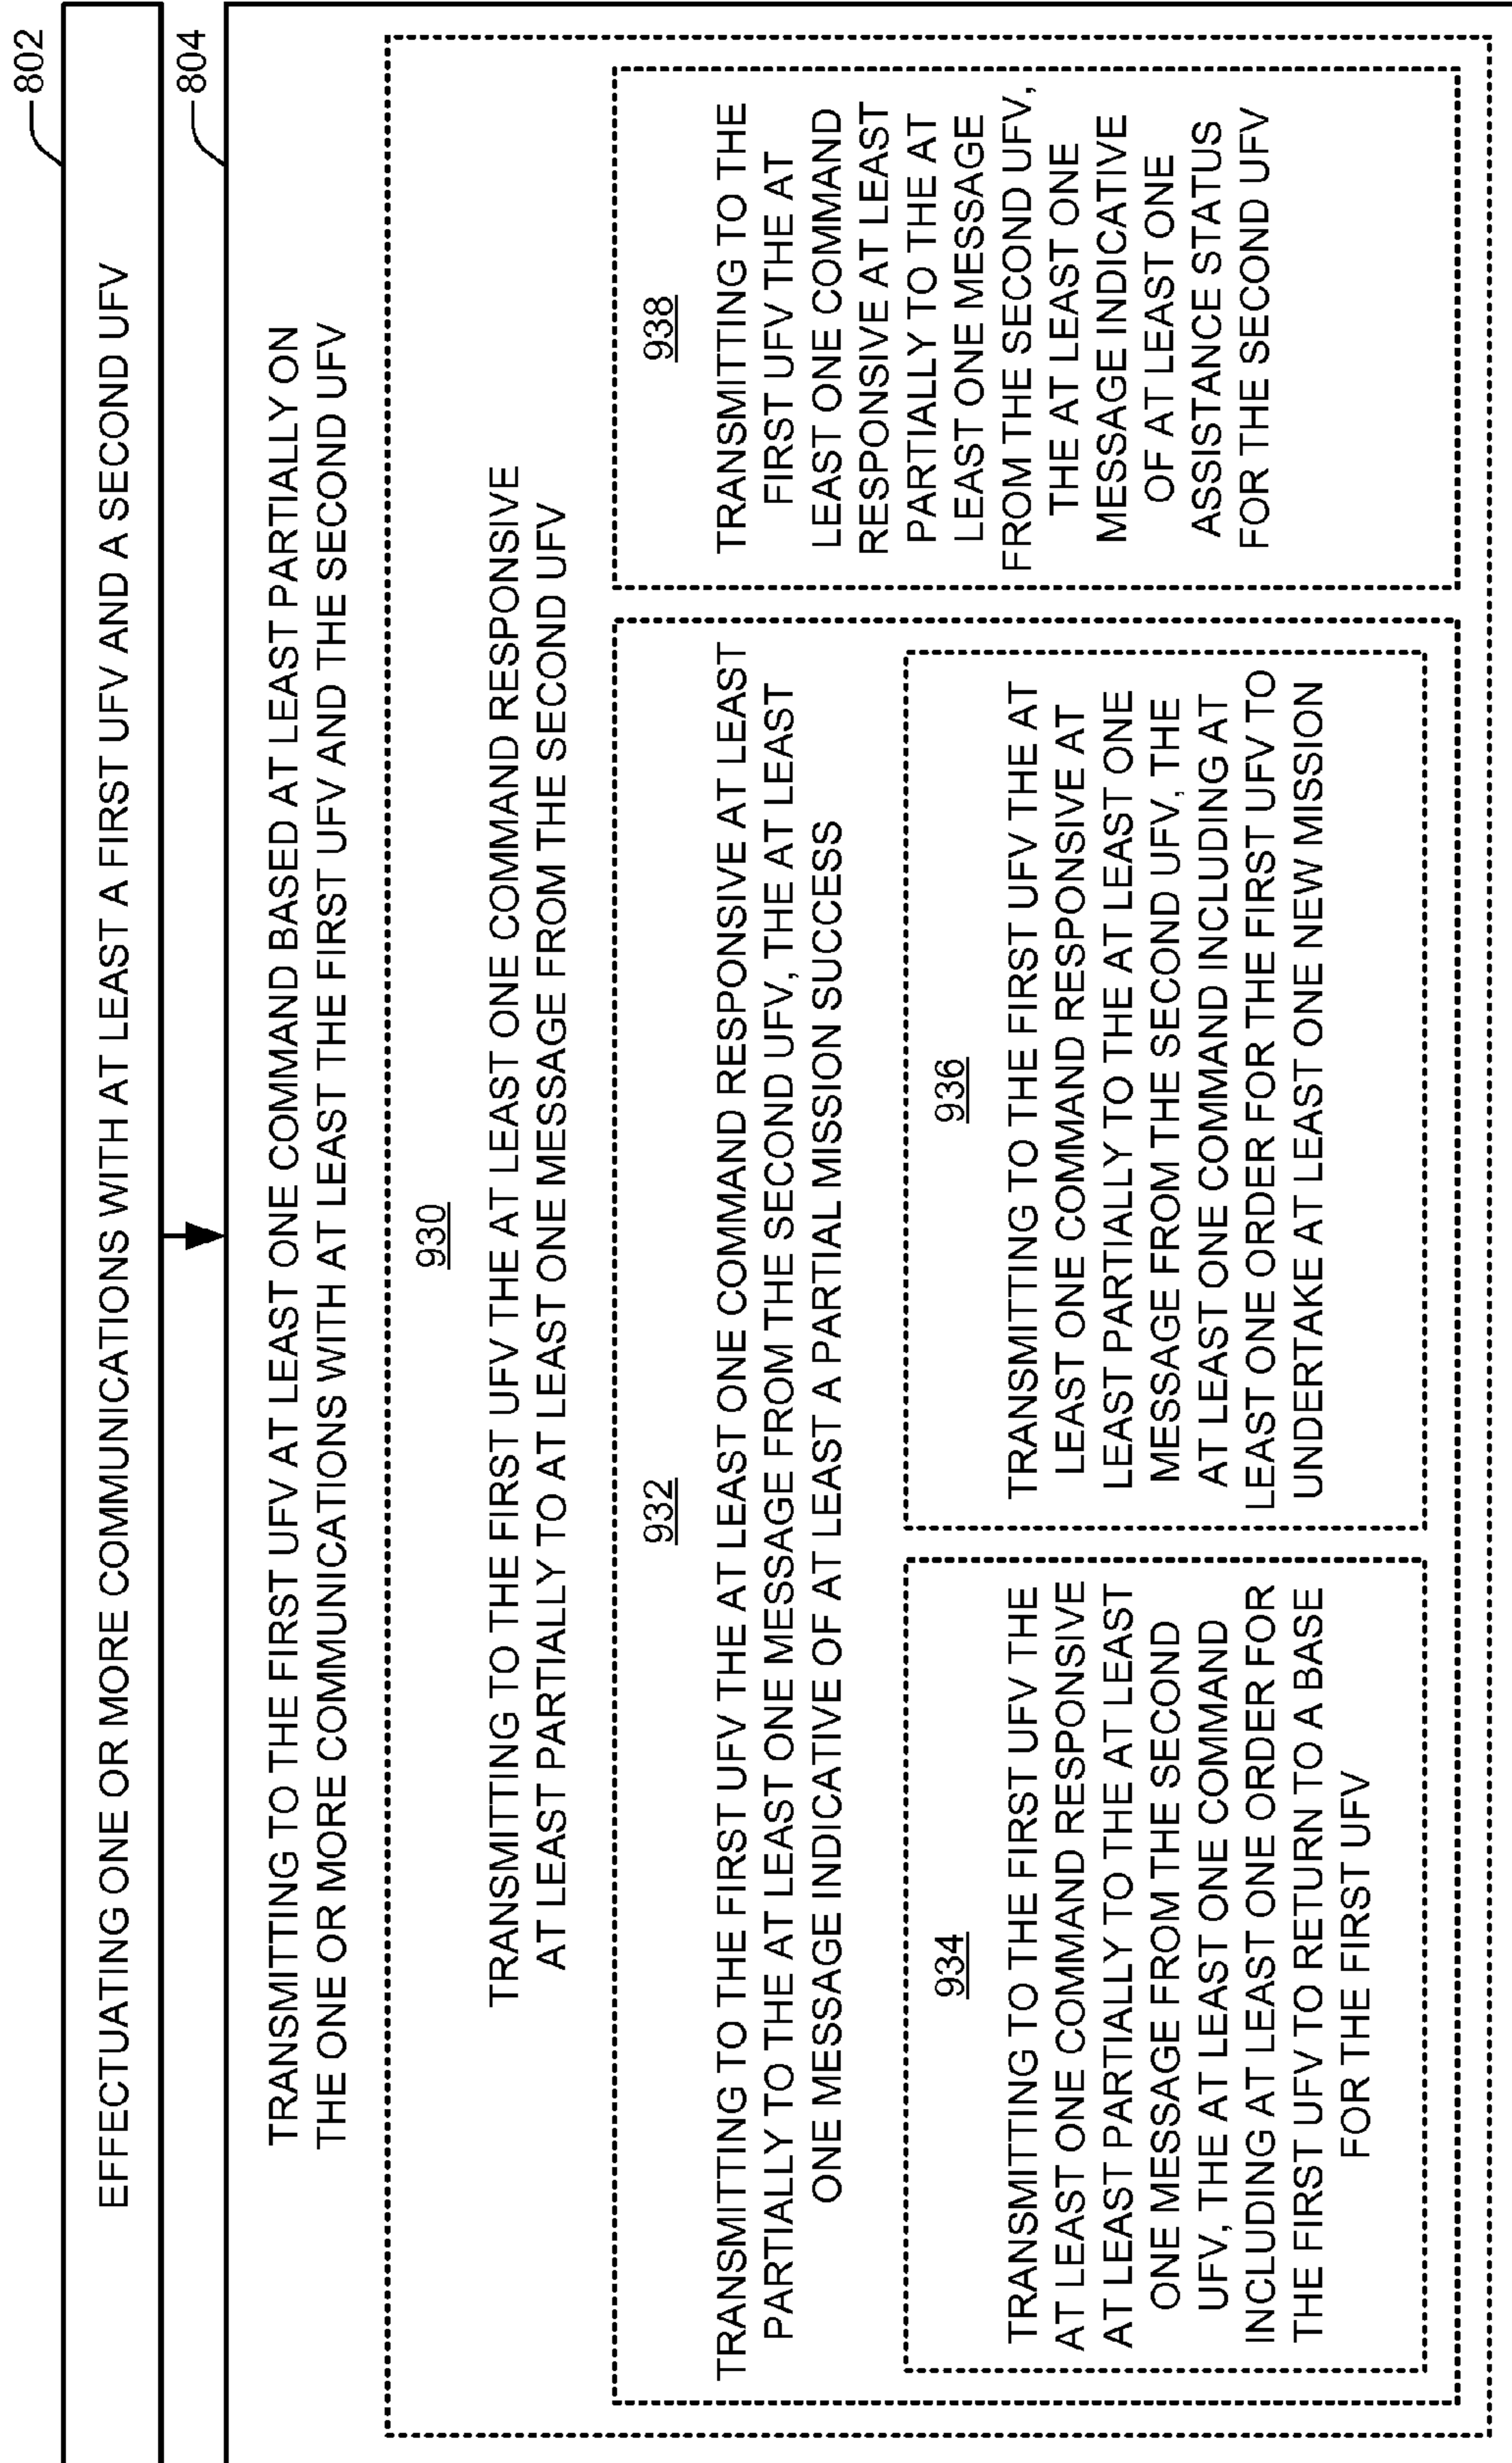 802
EFFECTUATING ONE OR MORE COMMUNICATIONS WITH AT LEAST A FIRST UFV AND A SECOND UFV
804
TRANSMITTING TO THE FIRST UFV AT LEAST ONE COMMAND BASED AT LEAST PARTIALLY ON
THE ONE OR MORE COMMUNICATIONS WITH AT LEAST THE FIRST UFV AND THE SECOND UFV
930
TRANSMITTING TO THE FIRST UFV THE AT LEAST ONE COMMAND RESPONSIVE
AT LEAST PARTIALLY TO AT LEAST ONE MESSAGE FROM THE SECOND UFV
932
TRANSMITTING TO THE FIRST UFV THE AT LEAST ONE COMMAND RESPONSIVE AT LEAST
PARTIALLY TO THE AT LEAST ONE MESSAGE FROM THE SECOND UFV, THE AT LEAST
ONE MESSAGE INDICATIVE OF AT LEAST A PARTIAL MISSION SUCCESS
934
TRANSMITTING TO THE FIRST UFV THE
AT LEAST ONE COMMAND RESPONSIVE
AT LEAST PARTIALLY TO THE AT LEAST
ONE MESSAGE FROM THE SECOND
UFV, THE AT LEAST ONE COMMAND
INCLUDING AT LEAST ONE ORDER FOR
THE FIRST UFV TO RETURN TO A BASE
FOR THE FIRST UFV
936
TRANSMITTING TO THE FIRST UFV THE AT
LEAST ONE COMMAND RESPONSIVE AT
LEAST PARTIALLY TO THE AT LEAST ONE
MESSAGE FROM THE SECOND UFV, THE
AT LEAST ONE COMMAND INCLUDING AT
LEAST ONE ORDER FOR THE FIRST UFV TO
UNDERTAKE AT LEAST ONE NEW MISSION
938
TRANSMITTING TO THE
FIRST UFV THE AT
LEAST ONE COMMAND
RESPONSIVE AT LEAST
PARTIALLY TO THE AT
LEAST ONE MESSAGE
FROM THE SECOND UFV,
THE AT LEAST ONE
MESSAGE INDICATIVE
OF AT LEAST ONE
ASSISTANCE STATUS
FOR THE SECOND UFV